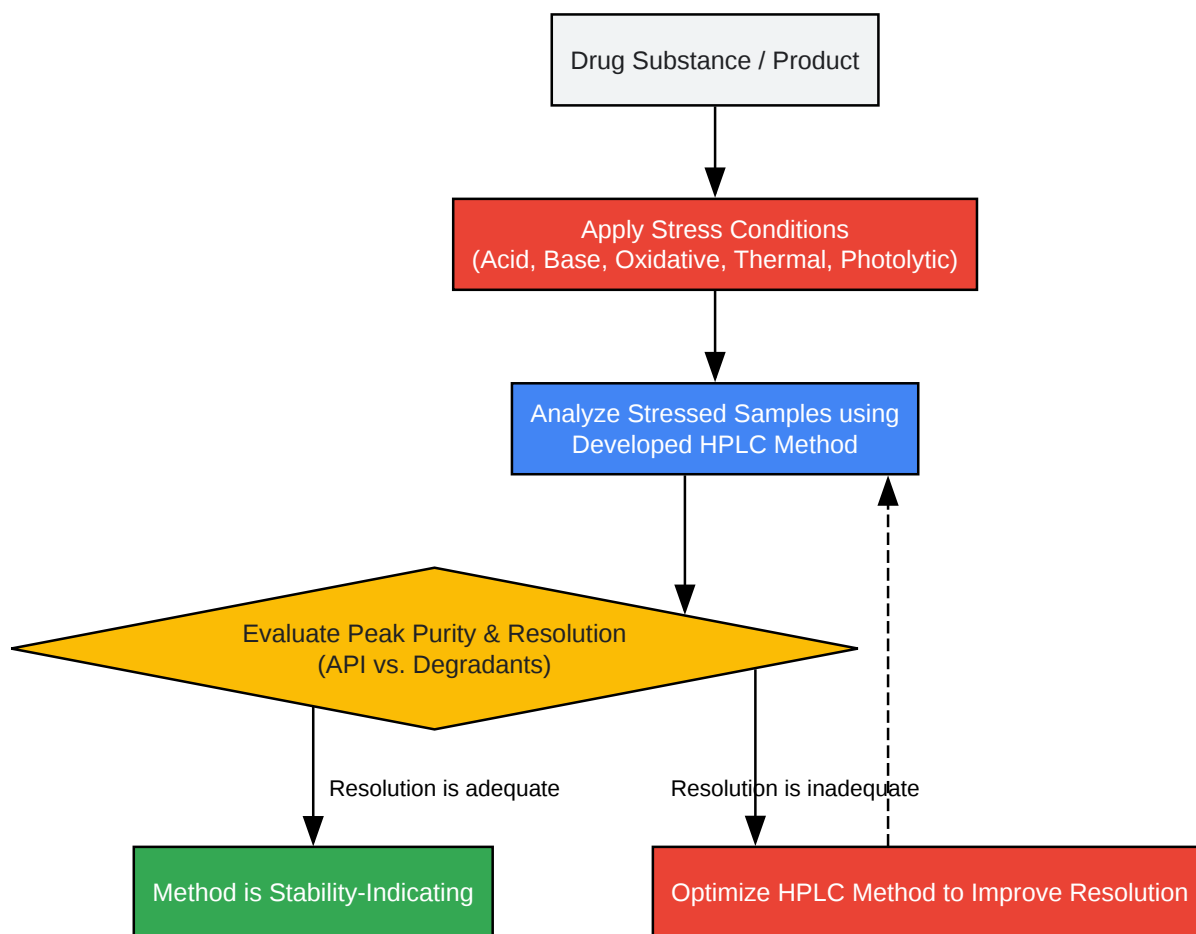 Drug Substance / Product
Apply Stress Conditions
(Acid, Base, Oxidative, Thermal, Photolytic)
Analyze Stressed Samples using
Developed HPLC Method
Evaluate Peak Purity & Resolution
(API vs. Degradants)
Resolution is adequate
Resolution is inadequate
Method is Stability-Indicating
Optimize HPLC Method to Improve Resolution